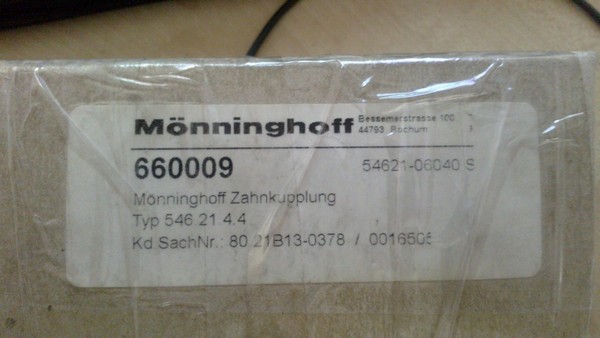 Mönninghoff
Bessemerstrasse 100
44793 Bochum
660009 54621-06040 S
Mönninghoff Zahnkupplung
Typ 546.21.4.4
Kd.SachNr.: 80.21B13-0378 / 0016505